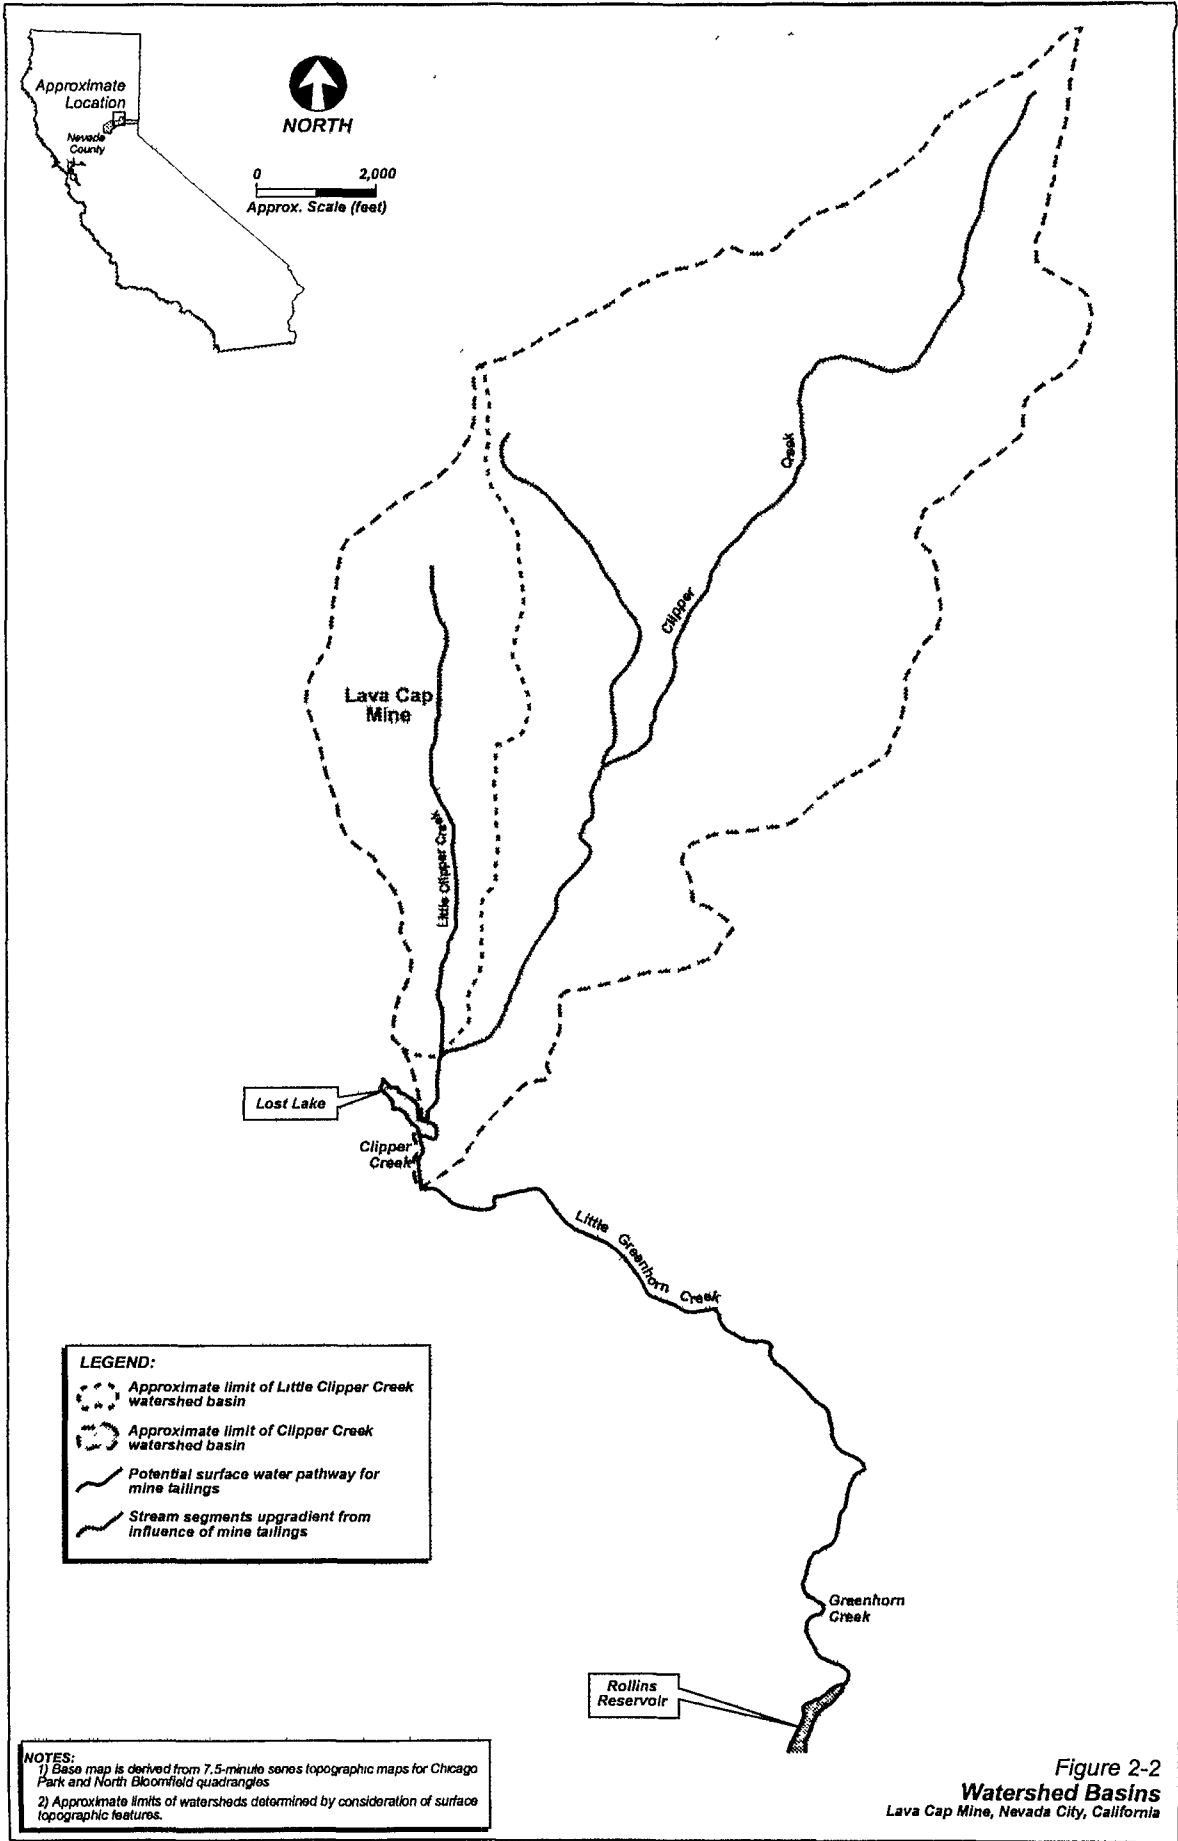 Approximate
Location
Nevada
County
NORTH
0 2,000
Approx. Scale (feet)
Creek
Clipper
Lava Cap
Mine
Little Clipper Creek
Lost Lake
Clipper
Creek
Little Greenhorn Creek
LEGEND:
Approximate limit of Little Clipper Creek
watershed basin
Approximate limit of Clipper Creek
watershed basin
Potential surface water pathway for
mine tailings
Stream segments upgradient from
influence of mine tailings
Greenhorn
Creek
Rollins
Reservoir
NOTES:
1) Base map is derived from 7.5-minute series topographic maps for Chicago
Park and North Bloomfield quadrangles
2) Approximate limits of watersheds determined by consideration of surface
topographic features.
Figure 2-2
Watershed Basins
Lava Cap Mine, Nevada City, California